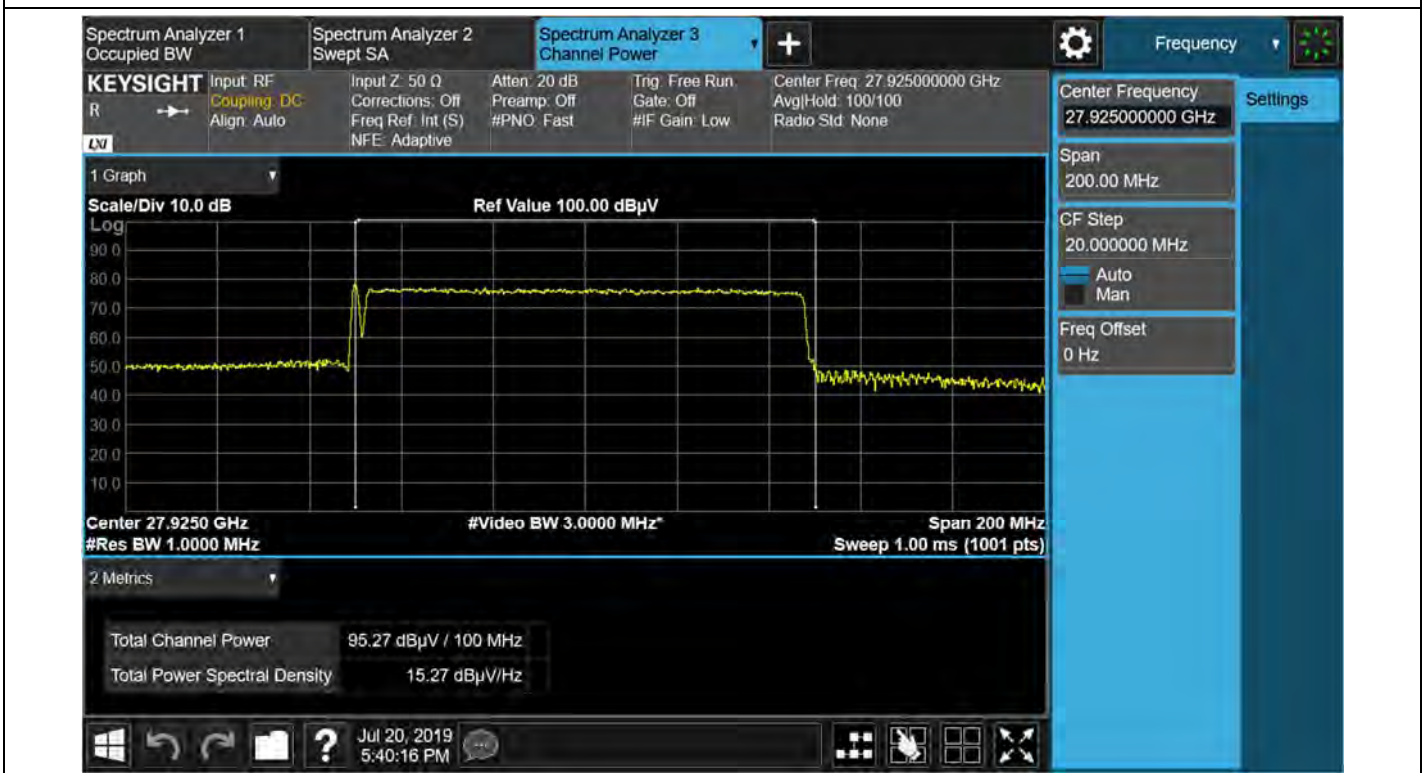 Spectrum Analyzer 1
Occupied BW
Spectrum Analyzer 2
Swept SA
Spectrum Analyzer 3
Channel Power
Frequency
KEYSIGHT
R
LXI
Input: RF
Coupling: DC
Align: Auto
Input Z: 50 Ω
Corrections: Off
Freq Ref: Int (S)
NFE: Adaptive
Atten: 20 dB
Preamp: Off
#PNO: Fast
Trig: Free Run
Gate: Off
#IF Gain: Low
Center Freq: 27.925000000 GHz
Avg|Hold: 100/100
Radio Std: None
Center Frequency
27.925000000 GHz
Settings
Span
200.00 MHz
CF Step
20.000000 MHz
Auto
Man
Freq Offset
0 Hz
1 Graph
Scale/Div 10.0 dB
Ref Value 100.00 dBµV
Log
90.0
80.0
70.0
60.0
50.0
40.0
30.0
20.0
10.0
Center 27.9250 GHz
#Video BW 3.0000 MHz*
Span 200 MHz
#Res BW 1.0000 MHz
Sweep 1.00 ms (1001 pts)
2 Metrics
Total Channel Power 95.27 dBµV / 100 MHz
Total Power Spectral Density 15.27 dBµV/Hz
?
Jul 20, 2019
5:40:16 PM